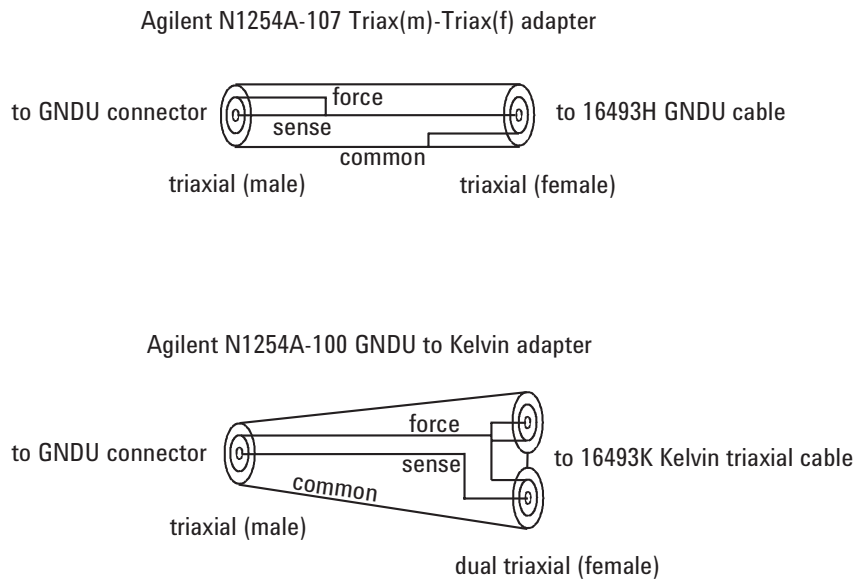 Agilent N1254A-107 Triax(m)-Triax(f) adapter
to GNDU connector
force
sense
common
to 16493H GNDU cable
triaxial (male)
triaxial (female)
Agilent N1254A-100 GNDU to Kelvin adapter
to GNDU connector
force
sense
common
to 16493K Kelvin triaxial cable
triaxial (male)
dual triaxial (female)